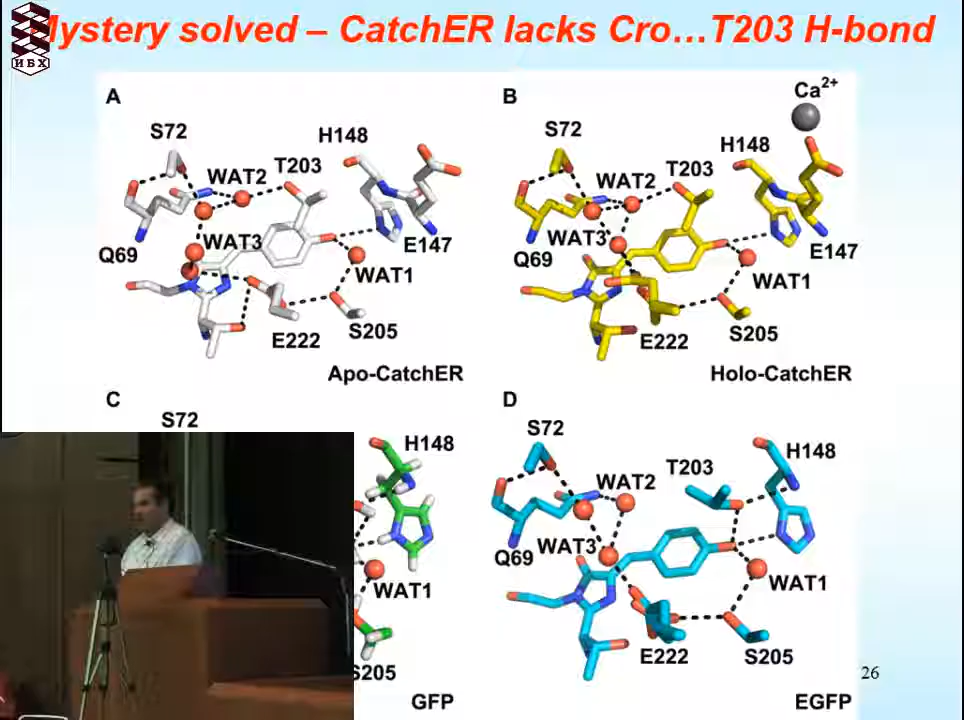 Mystery solved – CatchER lacks Cro…T203 H-bond
ИБХ
A
S72
H148
WAT2
T203
Q69
WAT3
E147
WAT1
E222
S205
Apo-CatchER
B
Ca2+
S72
H148
WAT2
T203
WAT3
Q69
E147
WAT1
E222
S205
Holo-CatchER
C
S72
H148
WAT1
S205
GFP
D
S72
H148
T203
WAT2
Q69
WAT3
WAT1
E222
S205
EGFP
26